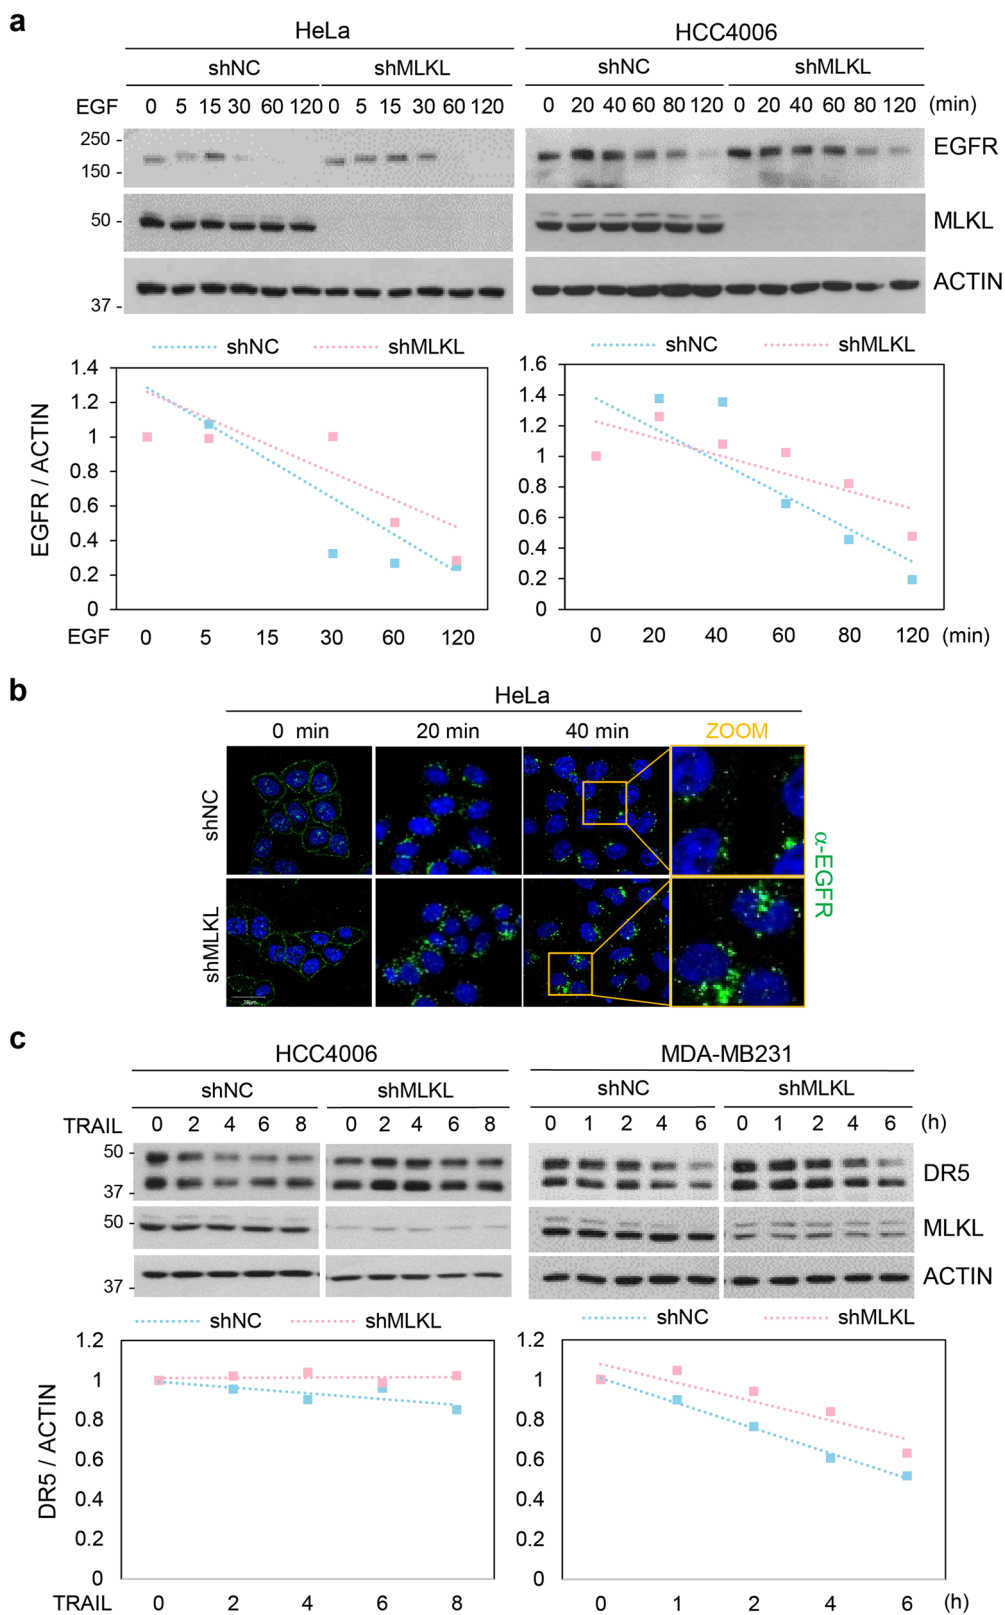 a
HeLa HCC4006
shNC shMLKL shNC shMLKL
EGF 0 5 15 30 60 120 0 5 15 30 60 120 0 20 40 60 80 120 0 20 40 60 80 120 (min)
250 -
150 -
EGFR
50 -
MLKL
37 -
ACTIN
shNC shMLKL shNC shMLKL
EGFR / ACTIN
1.4
1.2
1
0.8
0.6
0.4
0.2
0
1.6
1.4
1.2
1
0.8
0.6
0.4
0.2
0
EGF 0 5 15 30 60 120 0 20 40 60 80 120 (min)
b
HeLa
0 min 20 min 40 min ZOOM
shNC
shMLKL
α-EGFR
c
HCC4006 MDA-MB231
shNC shMLKL shNC shMLKL
TRAIL 0 2 4 6 8 0 2 4 6 8 0 1 2 4 6 0 1 2 4 6 (h)
50 -
37 -
DR5
50 -
MLKL
37 -
ACTIN
shNC shMLKL shNC shMLKL
DR5 / ACTIN
1.2
1
0.8
0.6
0.4
0.2
0
1.2
1
0.8
0.6
0.4
0.2
0
TRAIL 0 2 4 6 8 0 1 2 4 6 (h)